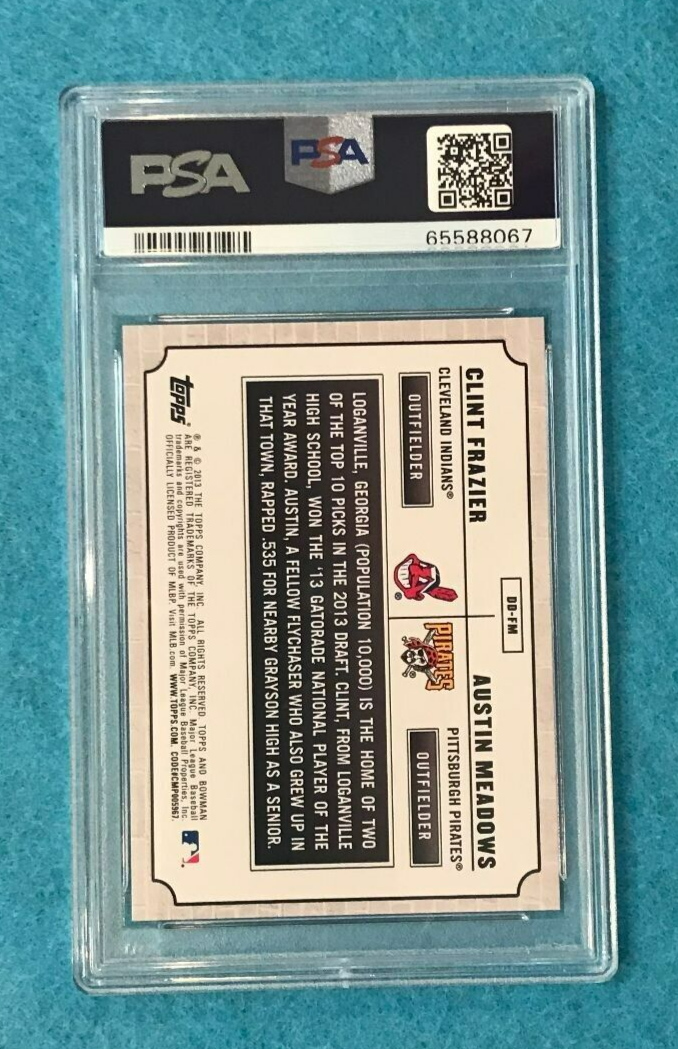 PSA
PSA
65588067
DD-FM
CLINT FRAZIER
CLEVELAND INDIANS®
OUTFIELDER
®
AUSTIN MEADOWS
PITTSBURGH PIRATES®
OUTFIELDER
PIRATES
®
LOGANVILLE, GEORGIA (POPULATION 10,000) IS THE HOME OF TWO
OF THE TOP 10 PICKS IN THE 2013 DRAFT. CLINT, FROM LOGANVILLE
HIGH SCHOOL, WON THE '13 GATORADE NATIONAL PLAYER OF THE
YEAR AWARD. AUSTIN, A FELLOW FLYCHASER WHO ALSO GREW UP IN
THAT TOWN, RAPPED .535 FOR NEARBY GRAYSON HIGH AS A SENIOR.
topps®
® & © 2013 THE TOPPS COMPANY, INC. ALL RIGHTS RESERVED. TOPPS AND BOWMAN
ARE REGISTERED TRADEMARKS OF THE TOPPS COMPANY, INC. Major League Baseball
trademarks and copyrights are used with permission of Major League Baseball Properties, Inc.
OFFICIALLY LICENSED PRODUCT OF MLBP. Visit MLB.com. WWW.TOPPS.COM. CODE#CMP005967.